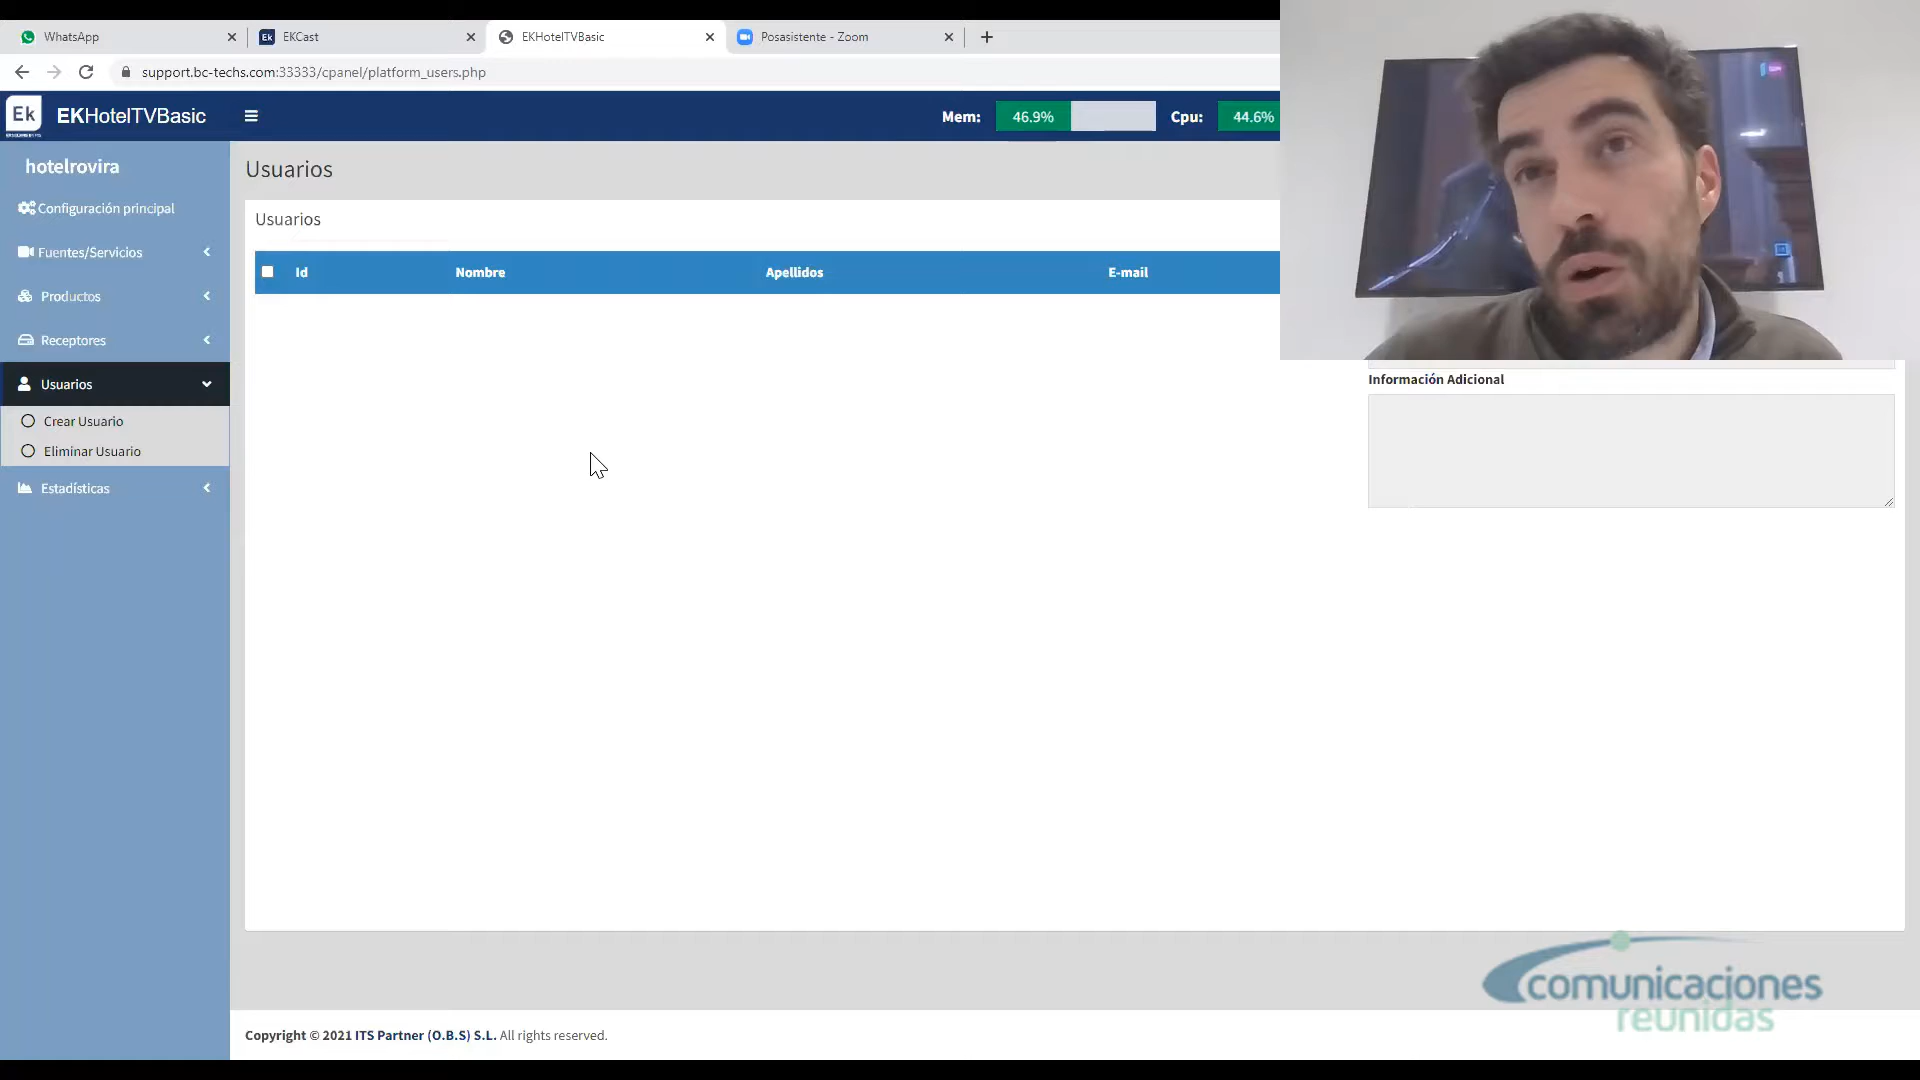 WhatsApp
EKCast
EKHotelTVBasic
Posasistente - Zoom
support.bc-techs.com:33333/cpanel/platform_users.php
Ek
EKHotelTVBasic
Mem:
46.9%
Cpu:
44.6%
hotelrovira
Configuración principal
Fuentes/Servicios
Productos
Receptores
Usuarios
Crear Usuario
Eliminar Usuario
Estadísticas
Usuarios
Usuarios
Id
Nombre
Apellidos
E-mail
Información Adicional
comunicaciones
reunidas
Copyright © 2021 ITS Partner (O.B.S) S.L. All rights reserved.